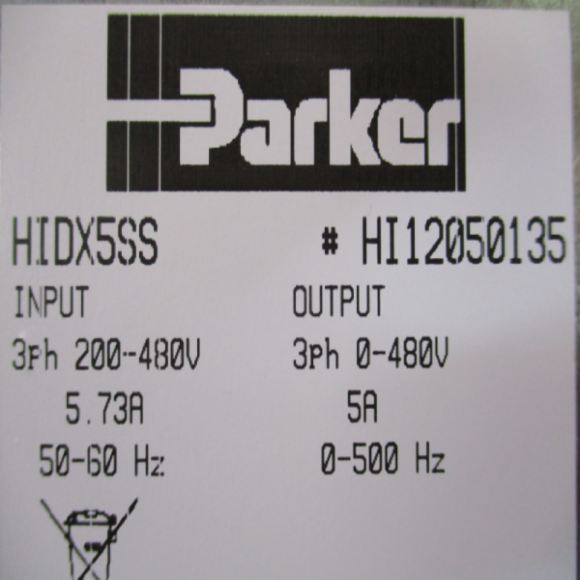 Parker
HIDX5SS # HI12050135
INPUT OUTPUT
3Ph 200-480V 3Ph 0-480V
5.73A 5A
50-60 Hz 0-500 Hz